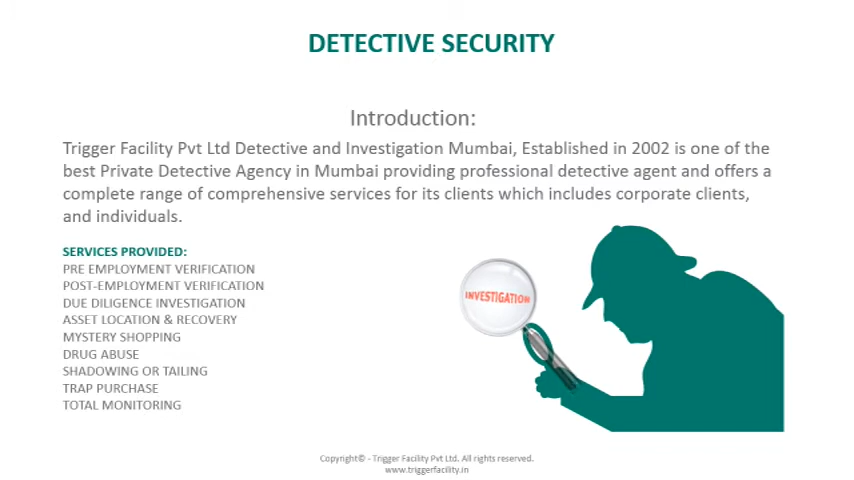 DETECTIVE SECURITY
Introduction:
Trigger Facility Pvt Ltd Detective and Investigation Mumbai, Established in 2002 is one of the
best Private Detective Agency in Mumbai providing professional detective agent and offers a
complete range of comprehensive services for its clients which includes corporate clients,
and individuals.
SERVICES PROVIDED:
PRE EMPLOYMENT VERIFICATION
POST-EMPLOYMENT VERIFICATION
DUE DILIGENCE INVESTIGATION
ASSET LOCATION & RECOVERY
MYSTERY SHOPPING
DRUG ABUSE
SHADOWING OR TAILING
TRAP PURCHASE
TOTAL MONITORING
INVESTIGATION
Copyright© - Trigger Facility Pvt Ltd. All rights reserved.
www.triggerfacility.in